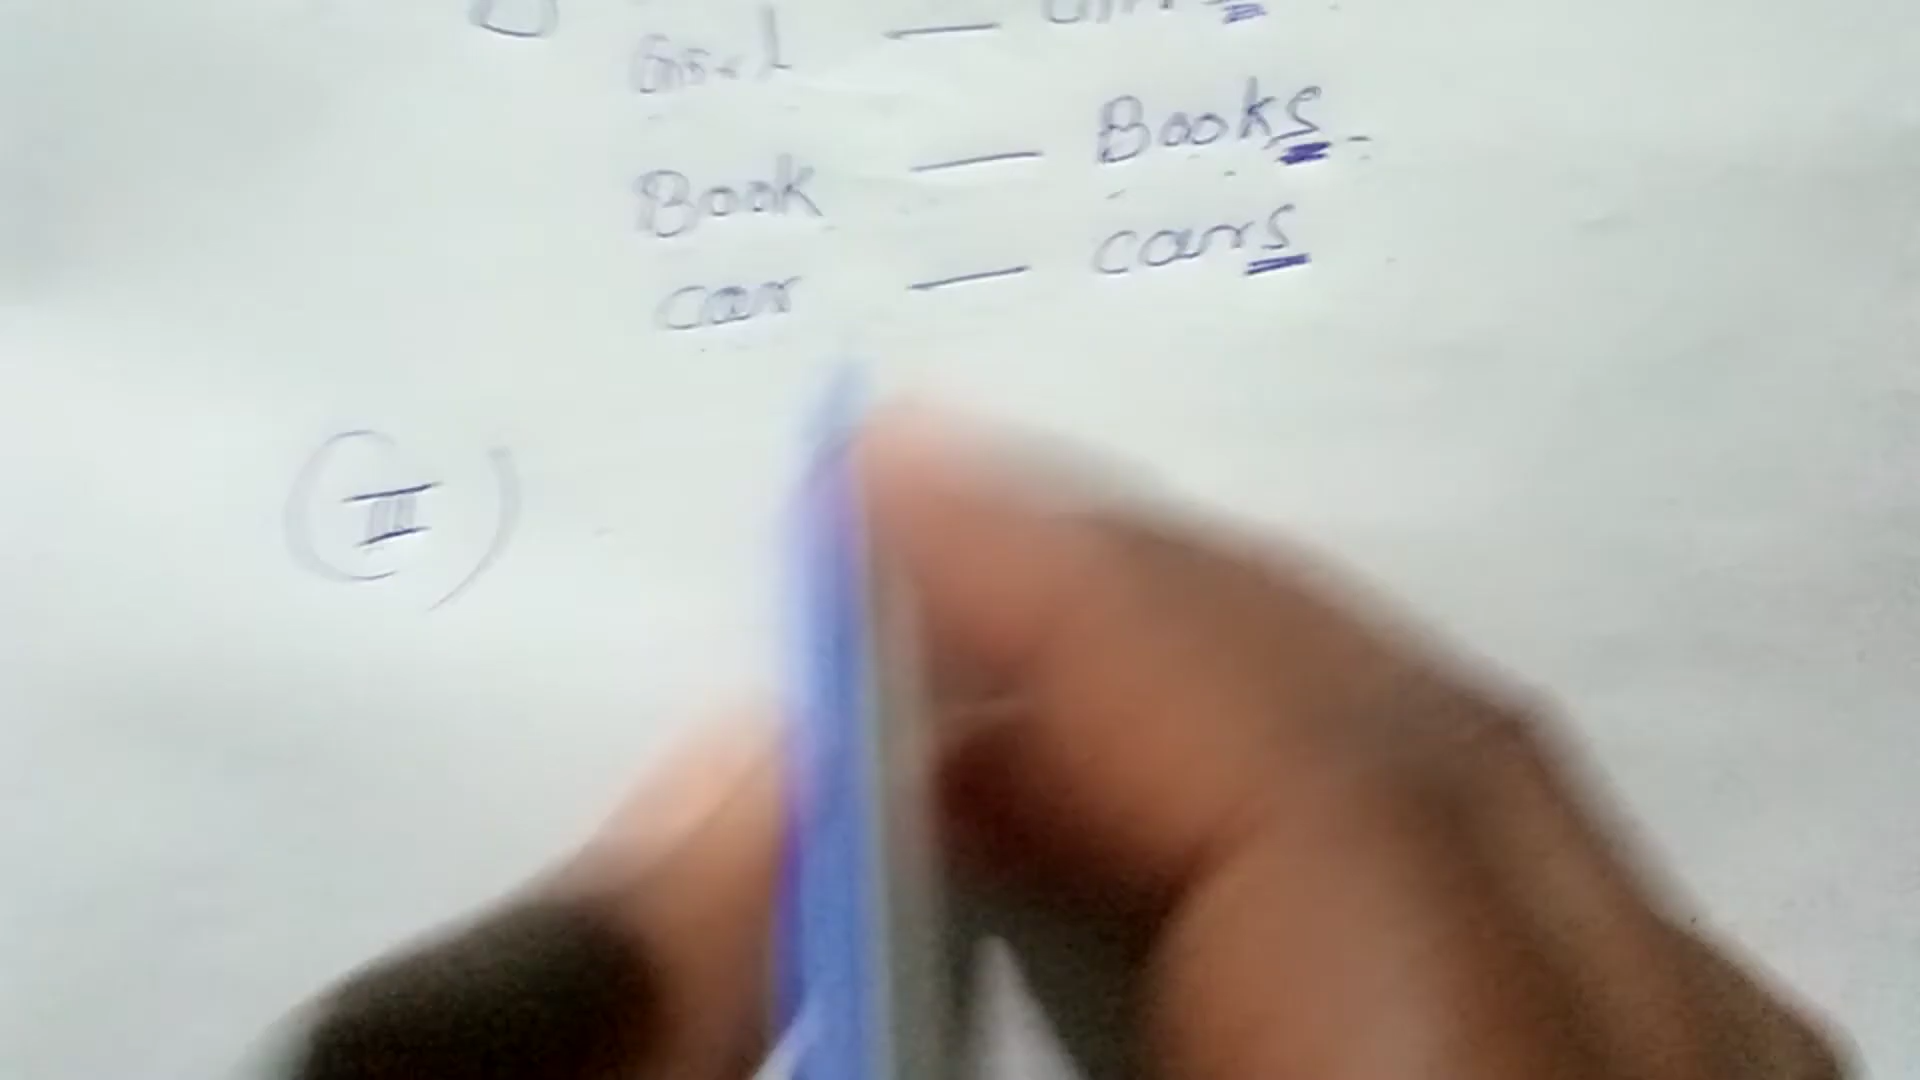 Girl — Girls
Book — Books
car — cars
(III)